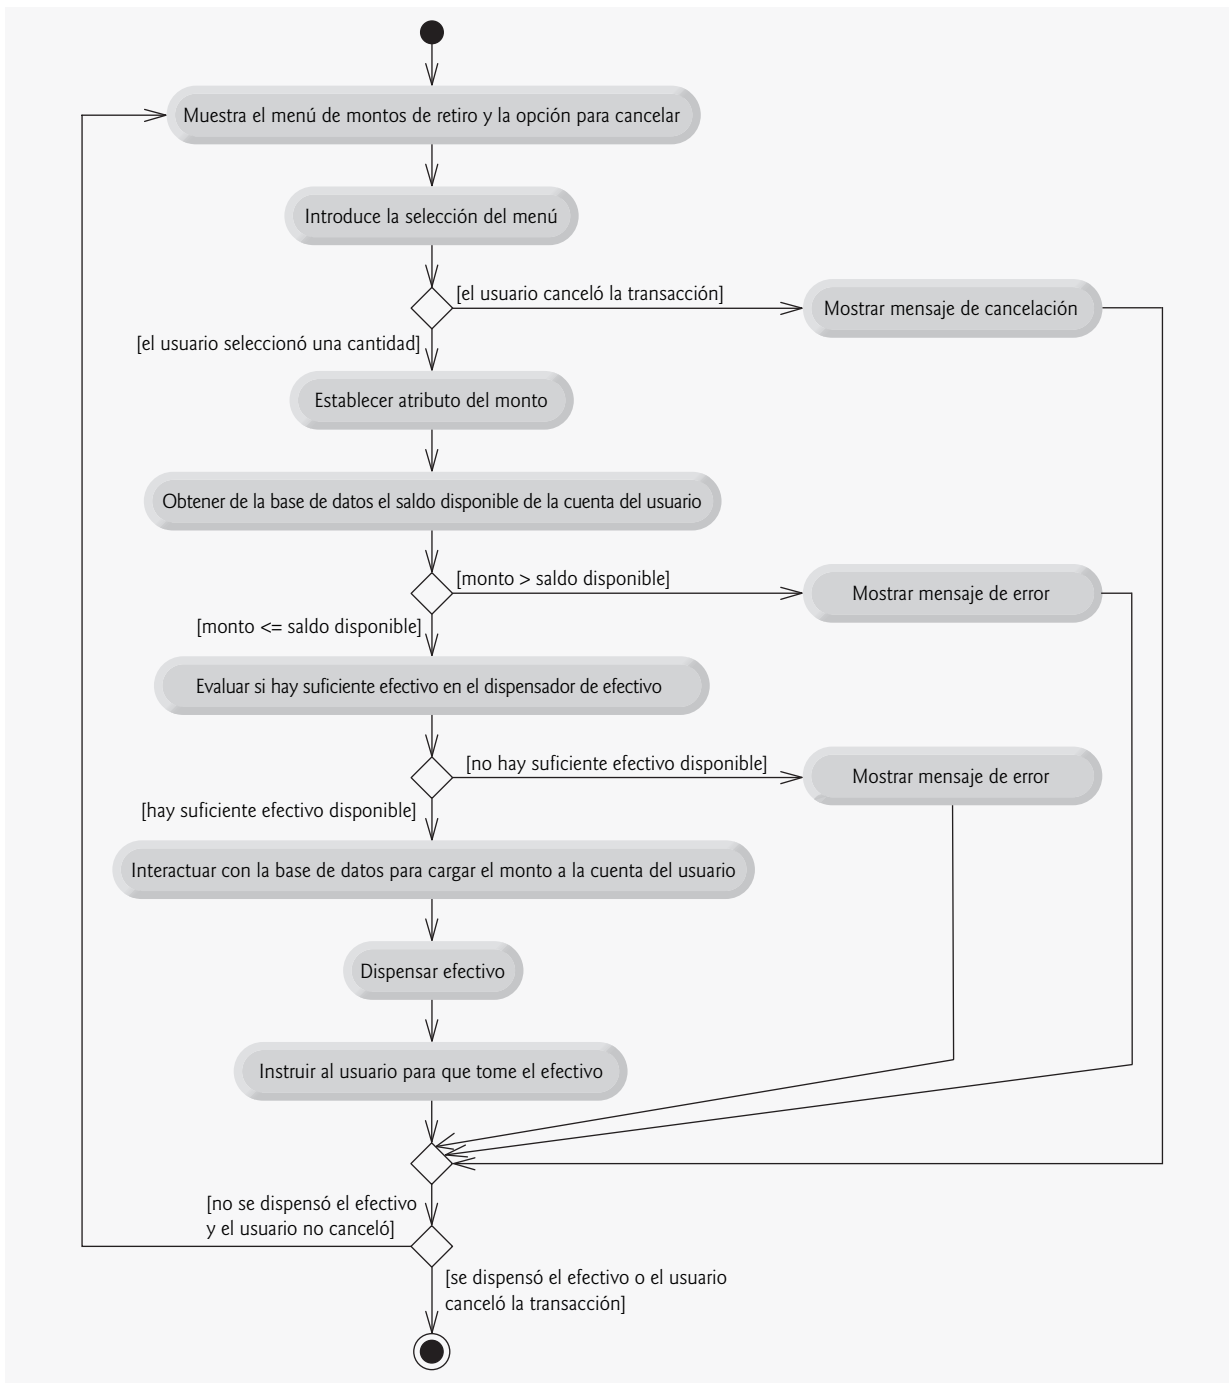 Muestra el menú de montos de retiro y la opción para cancelar
Introduce la selección del menú
[el usuario canceló la transacción]
Mostrar mensaje de cancelación
[el usuario seleccionó una cantidad]
Establecer atributo del monto
Obtener de la base de datos el saldo disponible de la cuenta del usuario
[monto > saldo disponible]
Mostrar mensaje de error
[monto <= saldo disponible]
Evaluar si hay suficiente efectivo en el dispensador de efectivo
[no hay suficiente efectivo disponible]
Mostrar mensaje de error
[hay suficiente efectivo disponible]
Interactuar con la base de datos para cargar el monto a la cuenta del usuario
Dispensar efectivo
Instruir al usuario para que tome el efectivo
[no se dispensó el efectivo
y el usuario no canceló]
[se dispensó el efectivo o el usuario
canceló la transacción]